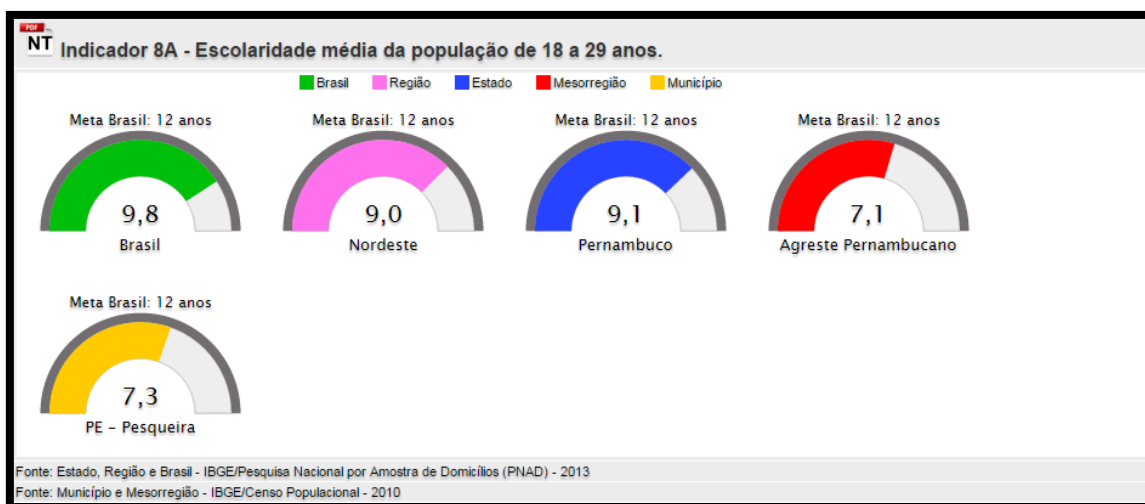 PDF
NT
Indicador 8A - Escolaridade média da população de 18 a 29 anos.
Brasil Região Estado Mesorregião Município
Meta Brasil: 12 anos
9,8
Brasil
Meta Brasil: 12 anos
9,0
Nordeste
Meta Brasil: 12 anos
9,1
Pernambuco
Meta Brasil: 12 anos
7,1
Agreste Pernambucano
Meta Brasil: 12 anos
7,3
PE - Pesqueira
Fonte: Estado, Região e Brasil - IBGE/Pesquisa Nacional por Amostra de Domicílios (PNAD) - 2013
Fonte: Município e Mesorregião - IBGE/Censo Populacional - 2010